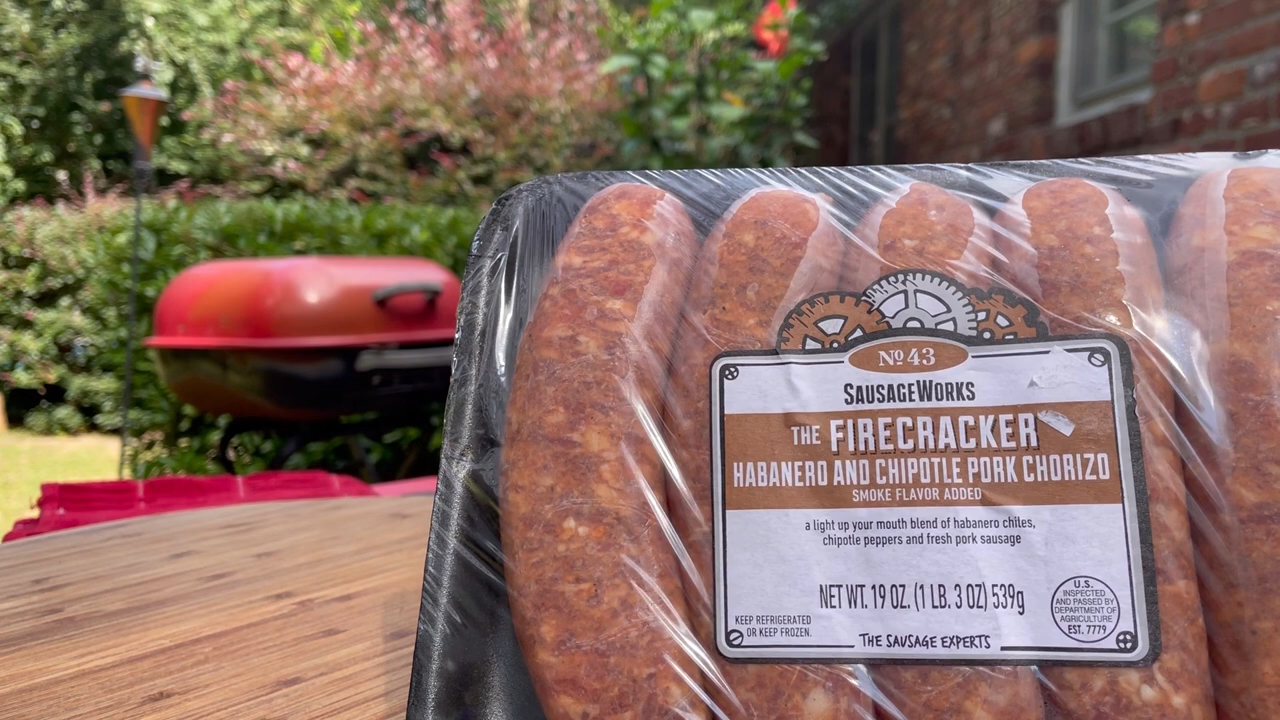 Nº 43
SAUSAGEWORKS
THE FIRECRACKER
HABANERO AND CHIPOTLE PORK CHORIZO
SMOKE FLAVOR ADDED
a light up your mouth blend of habanero chiles,
chipotle peppers and fresh pork sausage
NET WT. 19 OZ. (1 LB. 3 OZ) 539g
KEEP REFRIGERATED
OR KEEP FROZEN.
THE SAUSAGE EXPERTS
U.S.
INSPECTED
AND PASSED BY
DEPARTMENT OF
AGRICULTURE
EST. 7779